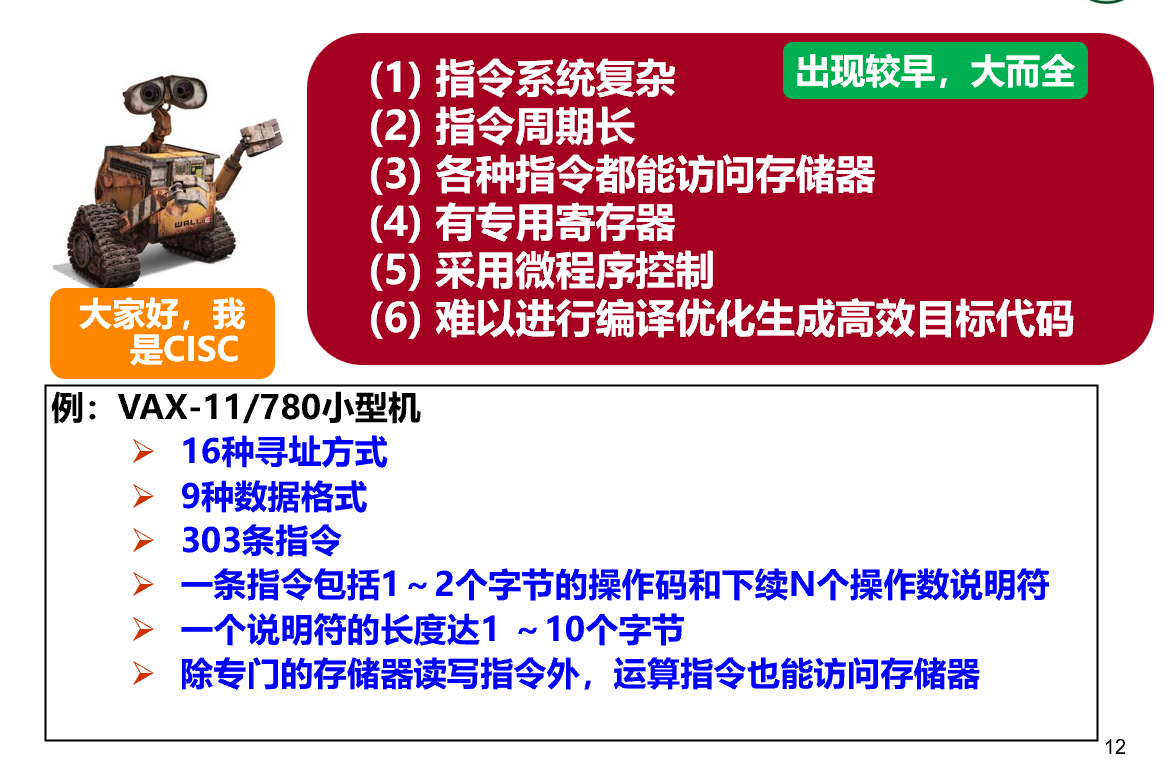 (1) 指令系统复杂
出现较早，大而全
(2) 指令周期长
(3) 各种指令都能访问存储器
(4) 有专用寄存器
(5) 采用微程序控制
(6) 难以进行编译优化生成高效目标代码
WALL·E
大家好，我
是CISC
例：VAX-11/780小型机
16种寻址方式
9种数据格式
303条指令
一条指令包括1～2个字节的操作码和下续N个操作数说明符
一个说明符的长度达1 ～10个字节
除专门的存储器读写指令外，运算指令也能访问存储器
12